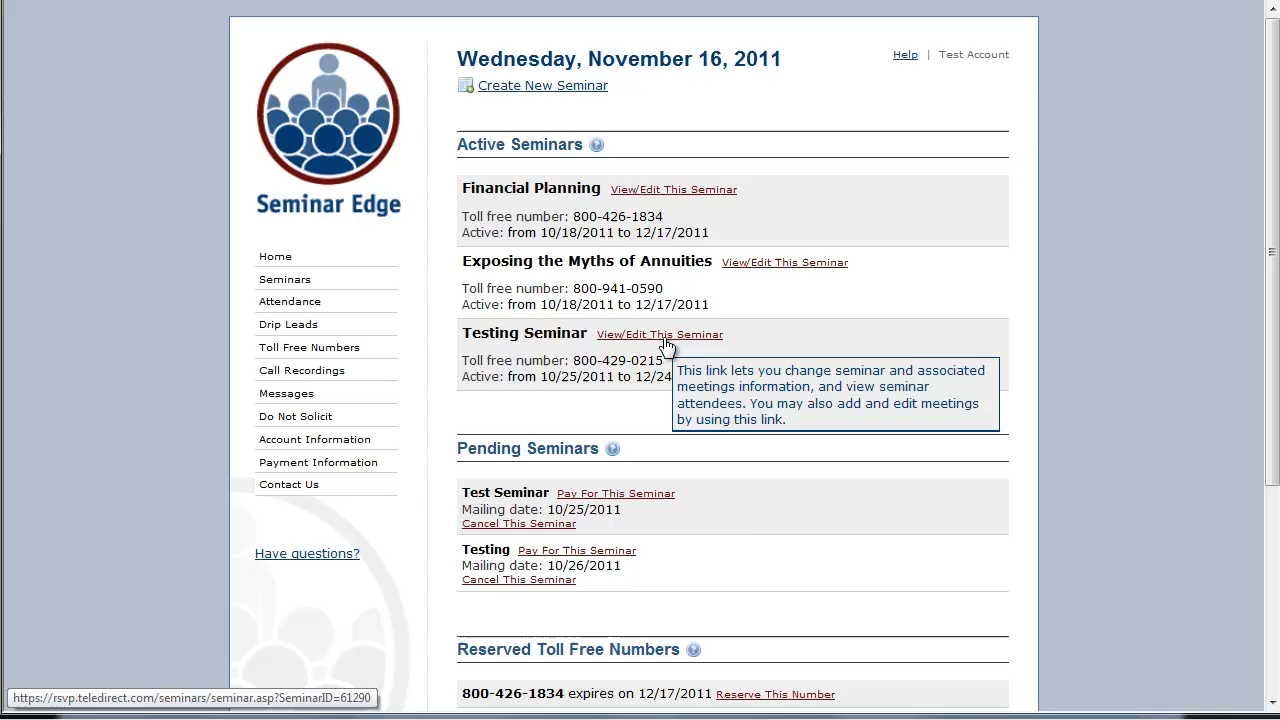 Wednesday, November 16, 2011
Help | Test Account
Create New Seminar
Seminar Edge
Home
Seminars
Attendance
Drip Leads
Toll Free Numbers
Call Recordings
Messages
Do Not Solicit
Account Information
Payment Information
Contact Us
Have questions?
Active Seminars ?
Financial Planning View/Edit This Seminar
Toll free number: 800-426-1834
Active: from 10/18/2011 to 12/17/2011
Exposing the Myths of Annuities View/Edit This Seminar
Toll free number: 800-941-0590
Active: from 10/18/2011 to 12/17/2011
Testing Seminar View/Edit This Seminar
Toll free number: 800-429-0215
Active: from 10/25/2011 to 12/24
This link lets you change seminar and associated
meetings information, and view seminar
attendees. You may also add and edit meetings
by using this link.
Pending Seminars ?
Test Seminar Pay For This Seminar
Mailing date: 10/25/2011
Cancel This Seminar
Testing Pay For This Seminar
Mailing date: 10/26/2011
Cancel This Seminar
Reserved Toll Free Numbers ?
800-426-1834 expires on 12/17/2011 Reserve This Number
https://rsvp.teledirect.com/seminars/seminar.asp?SeminarID=61290